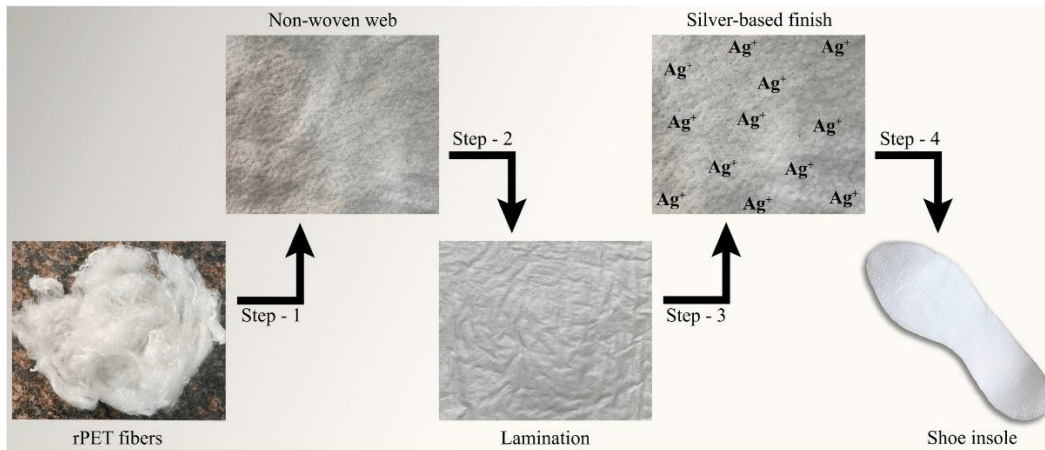 Non-woven web
Silver-based finish
Ag⁺ Ag⁺
Ag⁺
Ag⁺
Ag⁺ Ag⁺ Ag⁺
Ag⁺ Ag⁺
Ag⁺ Ag⁺ Ag⁺
Step - 2
Step - 4
Step - 1
Step - 3
rPET fibers
Lamination
Shoe insole